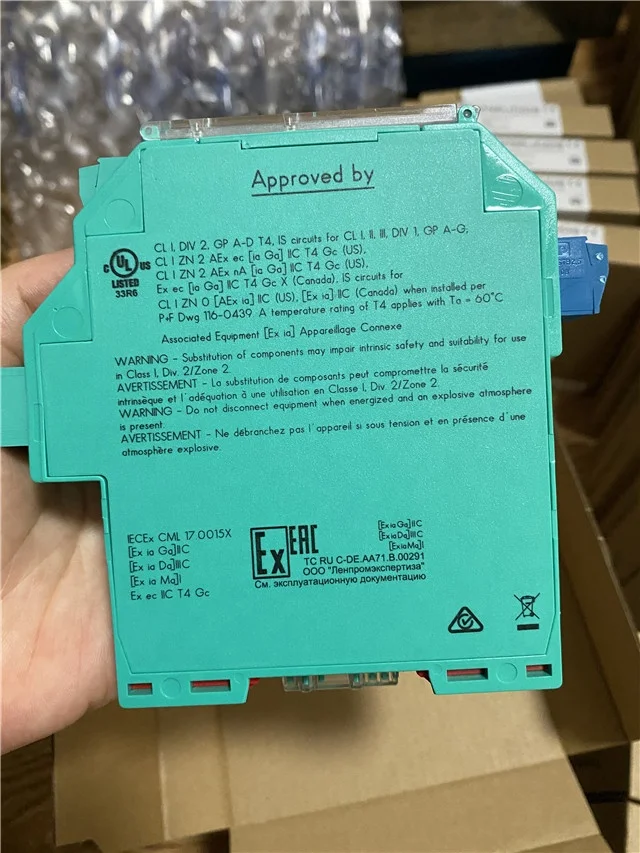 Approved by
CL I, DIV 2, GP A-D T4, IS circuits for CL I, II, III, DIV 1, GP A-G;
CL I ZN 2 AEx ec [ia Ga] IIC T4 Gc (US),
CL I ZN 2 AEx nA [ia Ga] IIC T4 Gc (US),
Ex ec [ia Ga] IIC T4 Gc X (Canada), IS circuits for
CL I ZN 0 [AEx ia] IIC (US), [Ex ia] IIC (Canada) when installed per
P+F Dwg 116-0439 A temperature rating of T4 applies with Ta = 60°C
C UL US
LISTED
33R6
Associated Equipment [Ex ia] Appareillage Connexe
WARNING - Substitution of components may impair intrinsic safety and suitability for use
in Class I, Div. 2/Zone 2.
AVERTISSEMENT - La substitution de composants peut compromettre la sécurité
intrinsèque et l'adéquation à une utilisation en Classe I, Div. 2/Zone 2.
WARNING - Do not disconnect equipment when energized and an explosive atmosphere
is present.
AVERTISSEMENT - Ne débranchez pas l'appareil si sous tension et en présence d'une
atmosphère explosive.
IECEx CML 17.0015X
[Ex ia Ga] IIC
[Ex ia Da] IIIC
[Ex ia Ma] I
Ex ec IIC T4 Gc
Ex EAC
[Ex ia Ga] IIC
[Ex ia Da] IIIC
[Ex ia Ma] I
TC RU C-DE.AA71.B.00291
ООО "Ленпромэкспертиза"
См. эксплуатационную документацию